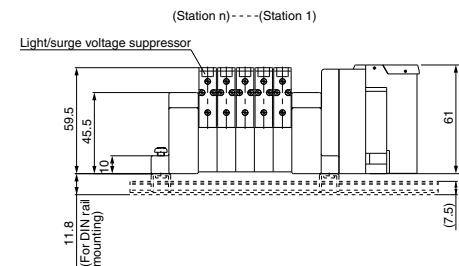 (Station n)----(Station 1)
Light/surge voltage suppressor
59.5
45.5
10
61
11.8
(For DIN rail
mounting)
(7.5)